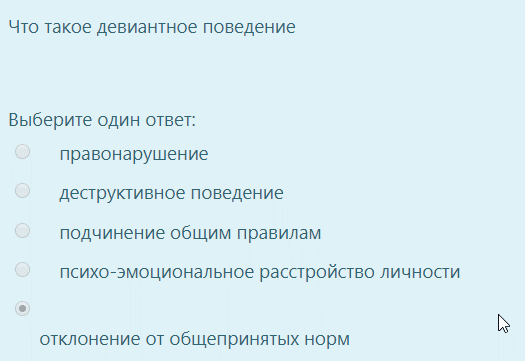 Что такое девиантное поведение
Выберите один ответ:
правонарушение
деструктивное поведение
подчинение общим правилам
психо-эмоциональное расстройство личности
отклонение от общепринятых норм